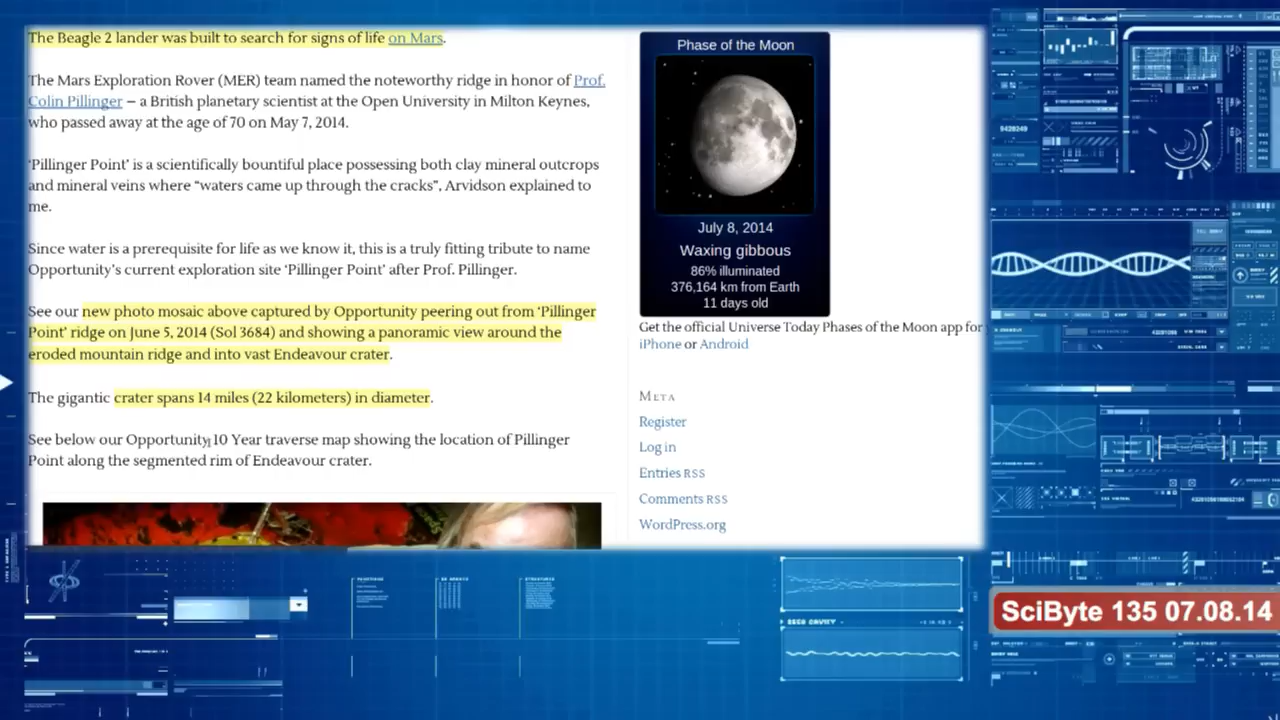 The Beagle 2 lander was built to search for signs of life on Mars.
The Mars Exploration Rover (MER) team named the noteworthy ridge in honor of Prof.
Colin Pillinger – a British planetary scientist at the Open University in Milton Keynes,
who passed away at the age of 70 on May 7, 2014.
‘Pillinger Point’ is a scientifically bountiful place possessing both clay mineral outcrops
and mineral veins where “waters came up through the cracks”, Arvidson explained to
me.
Since water is a prerequisite for life as we know it, this is a truly fitting tribute to name
Opportunity’s current exploration site ‘Pillinger Point’ after Prof. Pillinger.
See our new photo mosaic above captured by Opportunity peering out from ‘Pillinger
Point’ ridge on June 5, 2014 (Sol 3684) and showing a panoramic view around the
eroded mountain ridge and into vast Endeavour crater.
The gigantic crater spans 14 miles (22 kilometers) in diameter.
See below our Opportunity 10 Year traverse map showing the location of Pillinger
Point along the segmented rim of Endeavour crater.
Phase of the Moon
July 8, 2014
Waxing gibbous
86% illuminated
376,164 km from Earth
11 days old
Get the official Universe Today Phases of the Moon app for
iPhone or Android
Meta
Register
Log in
Entries RSS
Comments RSS
WordPress.org
9420249
SciByte 135 07.08.14